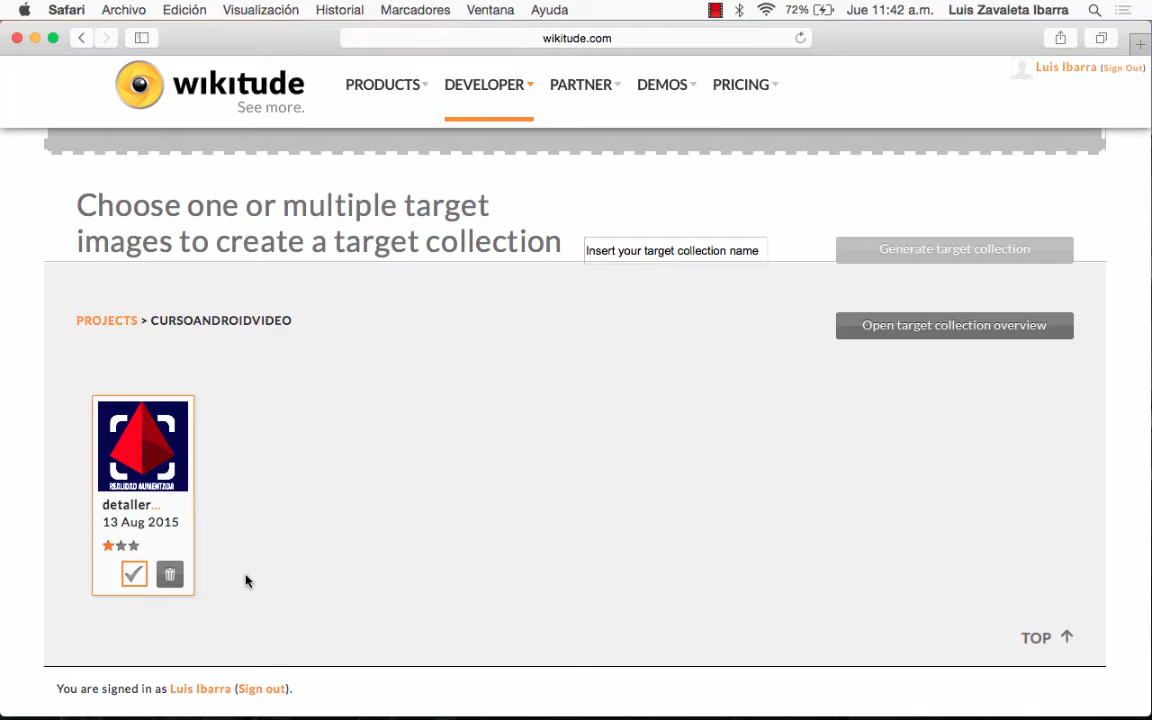 Safari Archivo Edición Visualización Historial Marcadores Ventana Ayuda 72% Jue 11:42 a.m. Luis Zavaleta Ibarra
wikitude.com
wikitude
See more.
PRODUCTS DEVELOPER PARTNER DEMOS PRICING
Luis Ibarra (Sign Out)
Choose one or multiple target
images to create a target collection
Insert your target collection name
Generate target collection
PROJECTS > CURSOANDROIDVIDEO
Open target collection overview
REALIDAD AUMENTADA
detaller...
13 Aug 2015
TOP
You are signed in as Luis Ibarra (Sign out).